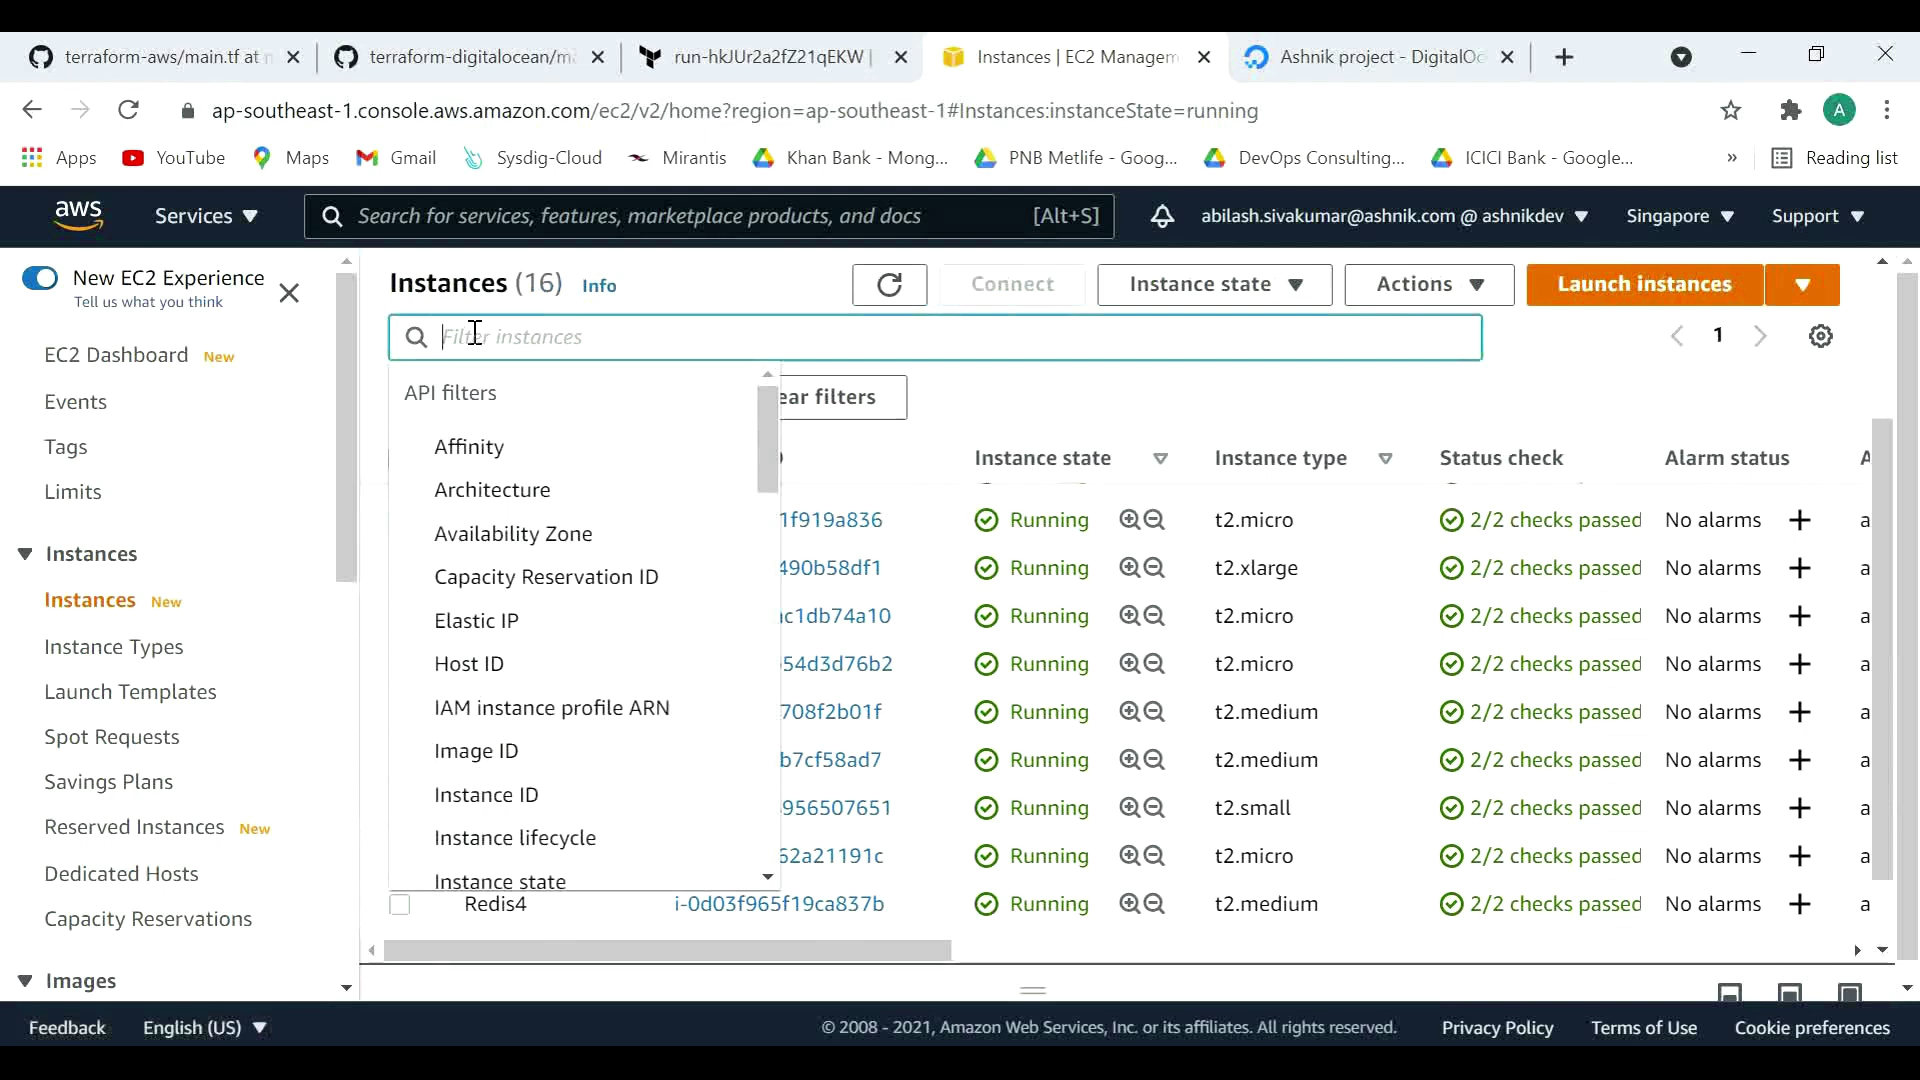 terraform-aws/main.tf at
terraform-digitalocean/m
run-hkJUr2a2fZ21qEKW |
Instances | EC2 Managem
Ashnik project - DigitalOc
ap-southeast-1.console.aws.amazon.com/ec2/v2/home?region=ap-southeast-1#Instances:instanceState=running
A
Apps
YouTube
Maps
Gmail
Sysdig-Cloud
Mirantis
Khan Bank - Mong...
PNB Metlife - Goog...
DevOps Consulting...
ICICI Bank - Google...
»
Reading list
aws
Services
Search for services, features, marketplace products, and docs
[Alt+S]
abilash.sivakumar@ashnik.com @ ashnikdev
Singapore
Support
New EC2 Experience
Tell us what you think
EC2 Dashboard New
Events
Tags
Limits
Instances
Instances New
Instance Types
Launch Templates
Spot Requests
Savings Plans
Reserved Instances New
Dedicated Hosts
Capacity Reservations
Images
Instances (16) Info
Connect
Instance state
Actions
Launch instances
Filter instances
1
API filters
Affinity
Architecture
Availability Zone
Capacity Reservation ID
Elastic IP
Host ID
IAM instance profile ARN
Image ID
Instance ID
Instance lifecycle
Instance state
ear filters
Instance state Instance type Status check Alarm status A
1f919a836 Running t2.micro 2/2 checks passed No alarms + a
490b58df1 Running t2.xlarge 2/2 checks passed No alarms + a
c1db74a10 Running t2.micro 2/2 checks passed No alarms + a
54d3d76b2 Running t2.micro 2/2 checks passed No alarms + a
708f2b01f Running t2.medium 2/2 checks passed No alarms + a
b7cf58ad7 Running t2.medium 2/2 checks passed No alarms + a
956507651 Running t2.small 2/2 checks passed No alarms + a
62a21191c Running t2.micro 2/2 checks passed No alarms + a
Redis4 i-0d03f965f19ca837b Running t2.medium 2/2 checks passed No alarms + a
Feedback
English (US)
© 2008 - 2021, Amazon Web Services, Inc. or its affiliates. All rights reserved.
Privacy Policy
Terms of Use
Cookie preferences